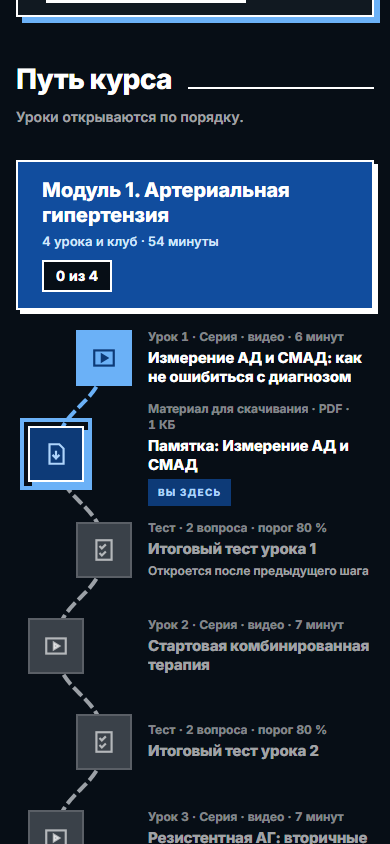 Путь курса
Уроки открываются по порядку.
Модуль 1. Артериальная
гипертензия
4 урока и клуб · 54 минуты
0 из 4
Урок 1 · Серия · видео · 6 минут
Измерение АД и СМАД: как
не ошибиться с диагнозом
Материал для скачивания · PDF ·
1 КБ
Памятка: Измерение АД и
СМАД
ВЫ ЗДЕСЬ
Тест · 2 вопроса · порог 80 %
Итоговый тест урока 1
Откроется после предыдущего шага
Урок 2 · Серия · видео · 7 минут
Стартовая комбинированная
терапия
Тест · 2 вопроса · порог 80 %
Итоговый тест урока 2
Урок 3 · Серия · видео · 7 минут
Резистентная АГ: вторичные